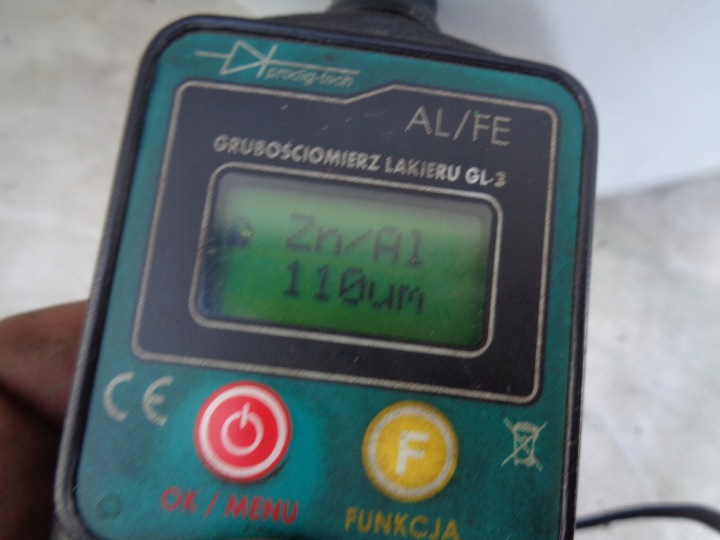 prodig-tech
AL/FE
GRUBOŚCIOMIERZ LAKIERU GL-3
Zn/Al
110um
CE
F
OK / MENU
FUNKCJA